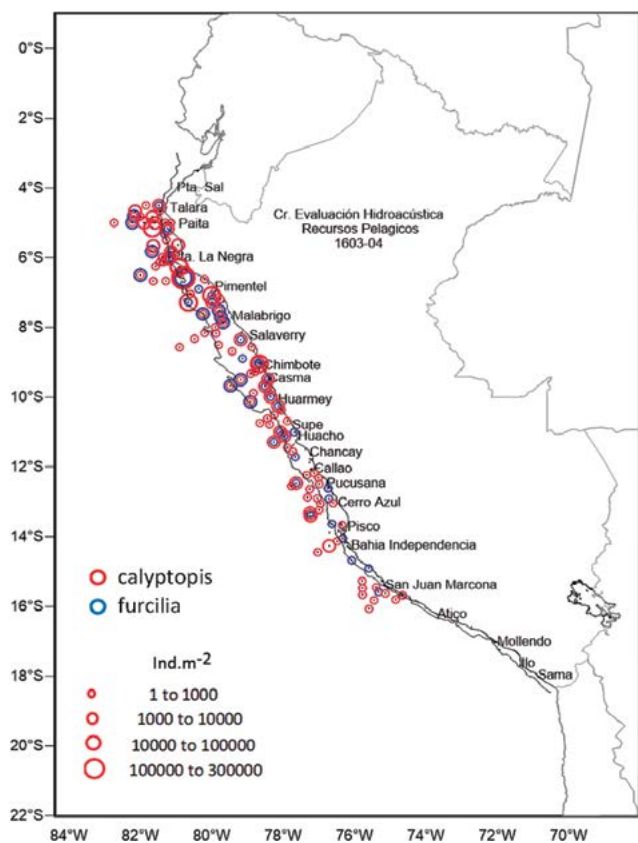 0°S
2°S
4°S
6°S
8°S
10°S
12°S
14°S
16°S
18°S
20°S
22°S
Pta. Sal
Talara
Paita
Pta. La Negra
Pimentel
Malabrigo
Salaverry
Chimbote
Casma
Huarmey
Supe
Huacho
Chancay
Callao
Pucusana
Cerro Azul
Pisco
Bahia Independencia
San Juan Marcona
Atico
Mollendo
Ilo
Sama
Cr. Evaluación Hidroacústica
Recursos Pelagicos
1603-04
calyptopis
furcilia
Ind.m-2
1 to 1000
1000 to 10000
10000 to 100000
100000 to 300000
84°W 82°W 80°W 78°W 76°W 74°W 72°W 70°W